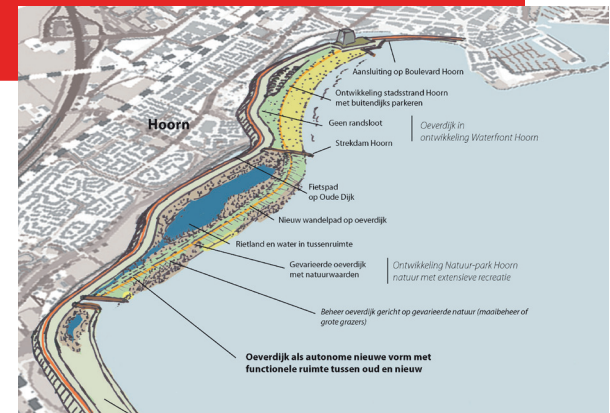 Aansluiting op Boulevard Hoorn
Ontwikkeling stadsstrand Hoorn
met buitendijks parkeren
Hoorn
Geen randsloot
Oeverdijk in
ontwikkeling Waterfront Hoorn
Strekdam Hoorn
Fietspad
op Oude Dijk
Nieuw wandelpad op oeverdijk
Rietland en water in tussenruimte
Gevarieerde oeverdijk
met natuurwaarden
Ontwikkeling Natuur-park Hoorn
natuur met extensieve recreatie
Beheer oeverdijk gericht op gevarieerde natuur (maaibeheer of
grote grazers)
Oeverdijk als autonome nieuwe vorm met
functionele ruimte tussen oud en nieuw